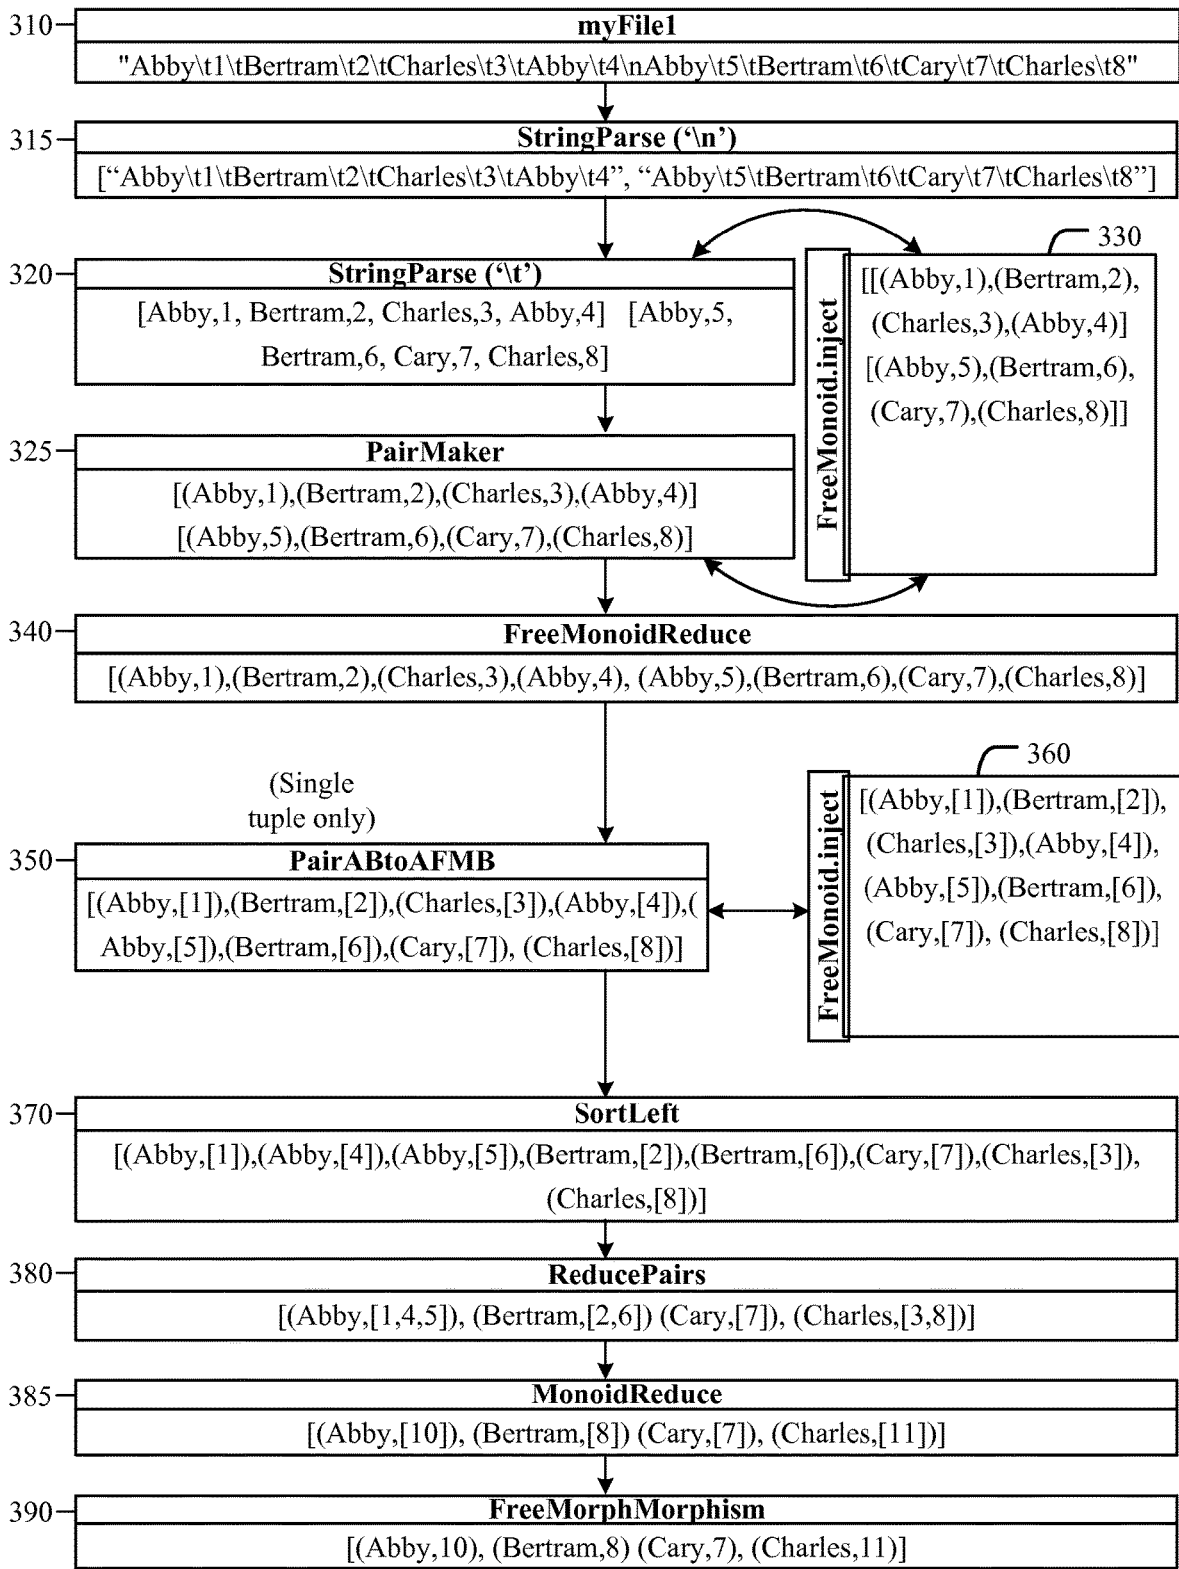 310
myFile1
"Abby\t1\tBertram\t2\tCharles\t3\tAbby\t4\nAbby\t5\tBertram\t6\tCary\t7\tCharles\t8"
315
StringParse (‘\n’)
[“Abby\t1\tBertram\t2\tCharles\t3\tAbby\t4”, “Abby\t5\tBertram\t6\tCary\t7\tCharles\t8”]
320
StringParse (‘\t’)
[Abby,1, Bertram,2, Charles,3, Abby,4] [Abby,5,
Bertram,6, Cary,7, Charles,8]
330
FreeMonoid.inject
[[(Abby,1),(Bertram,2),
(Charles,3),(Abby,4)]
[(Abby,5),(Bertram,6),
(Cary,7),(Charles,8)]]
325
PairMaker
[(Abby,1),(Bertram,2),(Charles,3),(Abby,4)]
[(Abby,5),(Bertram,6),(Cary,7),(Charles,8)]
340
FreeMonoidReduce
[(Abby,1),(Bertram,2),(Charles,3),(Abby,4), (Abby,5),(Bertram,6),(Cary,7),(Charles,8)]
(Single
tuple only)
350
PairABtoAFMB
[(Abby,[1]),(Bertram,[2]),(Charles,[3]),(Abby,[4]),(
Abby,[5]),(Bertram,[6]),(Cary,[7]), (Charles,[8])]
360
FreeMonoid.inject
[(Abby,[1]),(Bertram,[2]),
(Charles,[3]),(Abby,[4]),
(Abby,[5]),(Bertram,[6]),
(Cary,[7]), (Charles,[8])]
370
SortLeft
[(Abby,[1]),(Abby,[4]),(Abby,[5]),(Bertram,[2]),(Bertram,[6]),(Cary,[7]),(Charles,[3]),
(Charles,[8])]
380
ReducePairs
[(Abby,[1,4,5]), (Bertram,[2,6]) (Cary,[7]), (Charles,[3,8])]
385
MonoidReduce
[(Abby,[10]), (Bertram,[8]) (Cary,[7]), (Charles,[11])]
390
FreeMorphMorphism
[(Abby,10), (Bertram,8) (Cary,7), (Charles,11)]